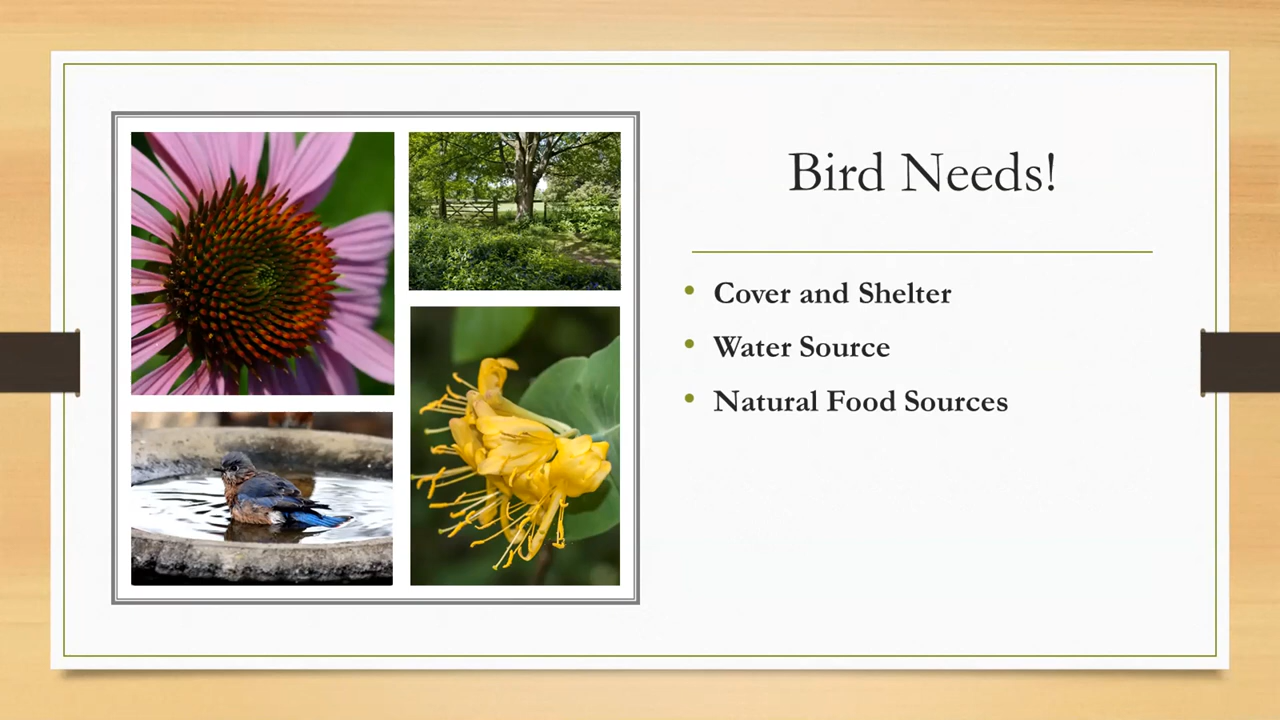 Bird Needs!
• Cover and Shelter
• Water Source
• Natural Food Sources